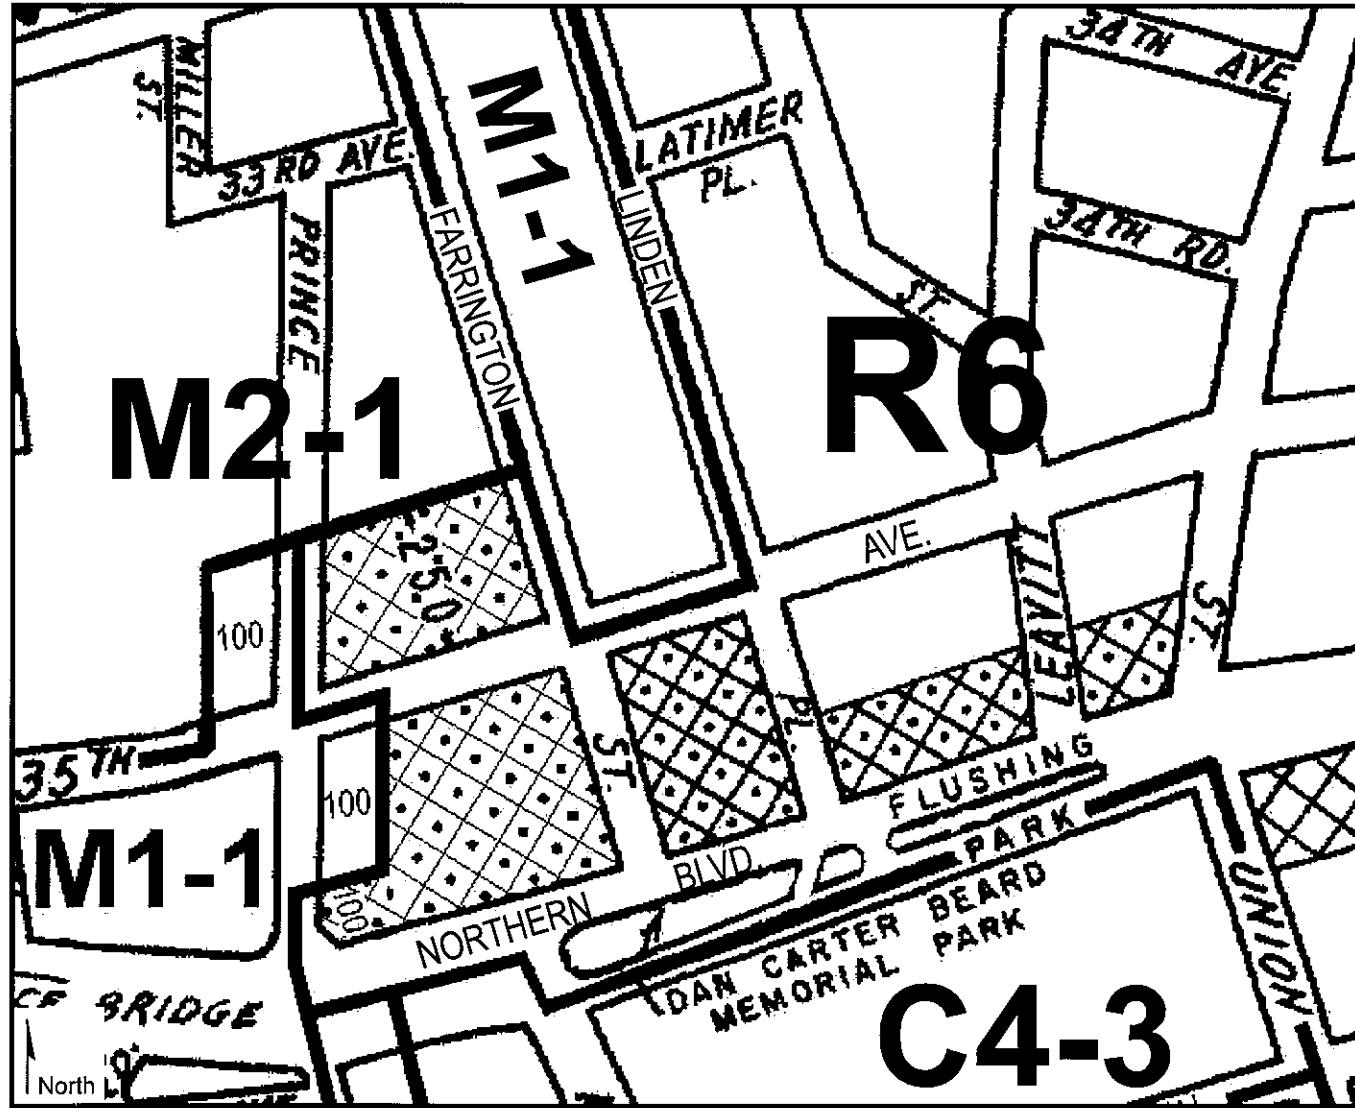 34TH AVE
MILLER
ST.
M1-1
LATIMER
PL.
33RD AVE.
34TH RD.
PRINCE
FARRINGTON
LINDEN
ST.
R6
M2-1
AVE.
LEAVITT
ST.
250
100
PL.
35TH
ST.
FLUSHING
100
PARK
M1-1
BLVD.
UNION
100
NORTHERN
DAN CARTER BEARD
MEMORIAL PARK
C4-3
BRIDGE
North